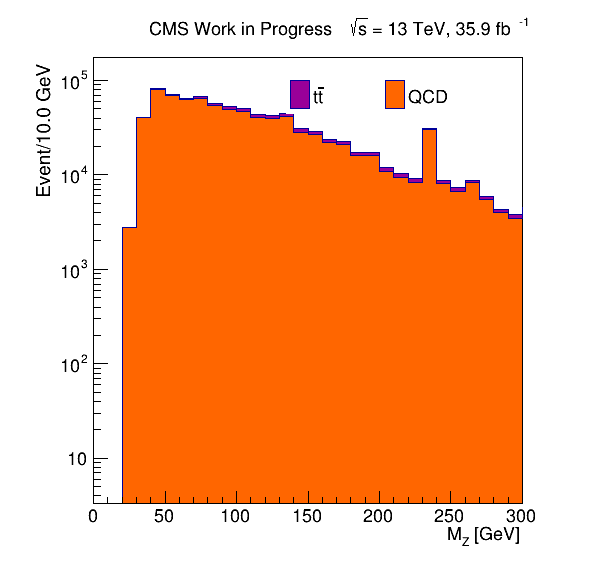 CMS Work in Progress √s = 13 TeV, 35.9 fb⁻¹
Event/10.0 GeV
10⁵
10⁴
10³
10²
10
tt̄
QCD
0 50 100 150 200 250 300
M_Z [GeV]